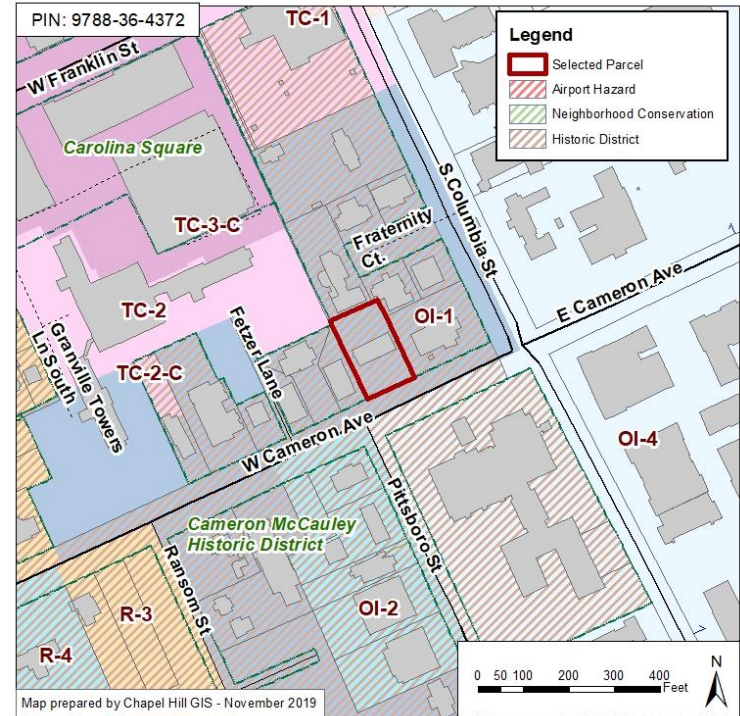 PIN: 9788-36-4372
TC-1
Legend
Selected Parcel
Airport Hazard
Neighborhood Conservation
Historic District
W Franklin St
Carolina Square
S Columbia St
TC-3-C
Fraternity
Ct.
E Cameron Ave
TC-2
OI-1
Fetzer Lane
Granville Towers
Ln South
TC-2-C
W Cameron Ave
OI-4
Cameron McCauley
Historic District
Pittsboro St
Ransom St
R-3
OI-2
R-4
0 50 100 200 300 400
Feet
N
Map prepared by Chapel Hill GIS - November 2019